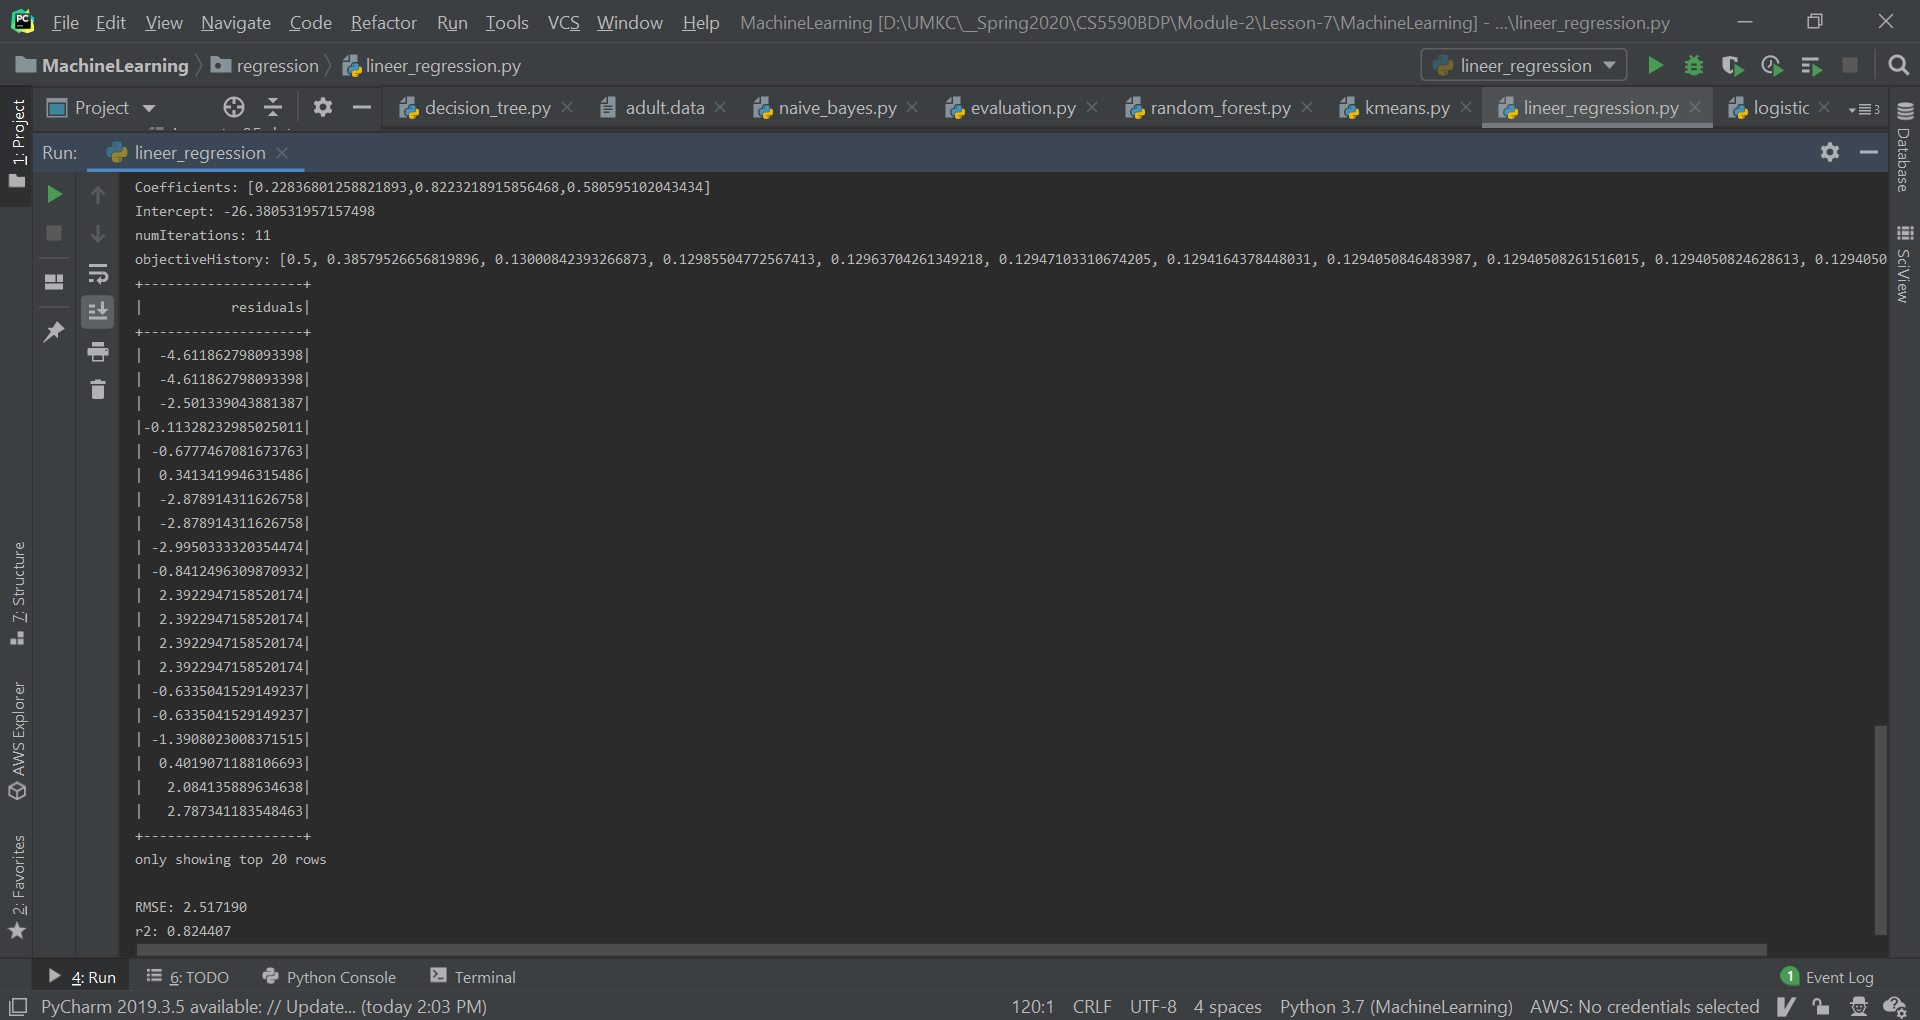 File Edit View Navigate Code Refactor Run Tools VCS Window Help MachineLearning [D:\UMKC\__Spring2020\CS5590BDP\Module-2\Lesson-7\MachineLearning] - ...\lineer_regression.py
MachineLearning regression lineer_regression.py lineer_regression
1: Project
Project decision_tree.py adult.data naive_bayes.py evaluation.py random_forest.py kmeans.py lineer_regression.py logistic 3
Database
Run: lineer_regression
Coefficients: [0.22836801258821893,0.8223218915856468,0.580595102043434]
Intercept: -26.380531957157498
numIterations: 11
objectiveHistory: [0.5, 0.38579526656819896, 0.13000842393266873, 0.12985504772567413, 0.12963704261349218, 0.12947103310674205, 0.1294164378448031, 0.1294050846483987, 0.12940508261516015, 0.1294050824628613, 0.1294050
SciView
+--------------------+
|           residuals|
+--------------------+
|  -4.611862798093398|
|  -4.611862798093398|
|  -2.501339043881387|
|-0.11328232985025011|
| -0.6777467081673763|
|  0.3413419946315486|
|  -2.878914311626758|
|  -2.878914311626758|
| -2.9950333320354474|
| -0.8412496309870932|
|  2.3922947158520174|
|  2.3922947158520174|
|  2.3922947158520174|
|  2.3922947158520174|
| -0.6335041529149237|
| -0.6335041529149237|
| -1.3908023008371515|
|  0.4019071188106693|
|   2.084135889634638|
|   2.787341183548463|
+--------------------+
only showing top 20 rows
RMSE: 2.517190
r2: 0.824407
7: Structure
AWS Explorer
2: Favorites
4: Run 6: TODO Python Console Terminal 1 Event Log
PyCharm 2019.3.5 available: // Update... (today 2:03 PM) 120:1 CRLF UTF-8 4 spaces Python 3.7 (MachineLearning) AWS: No credentials selected